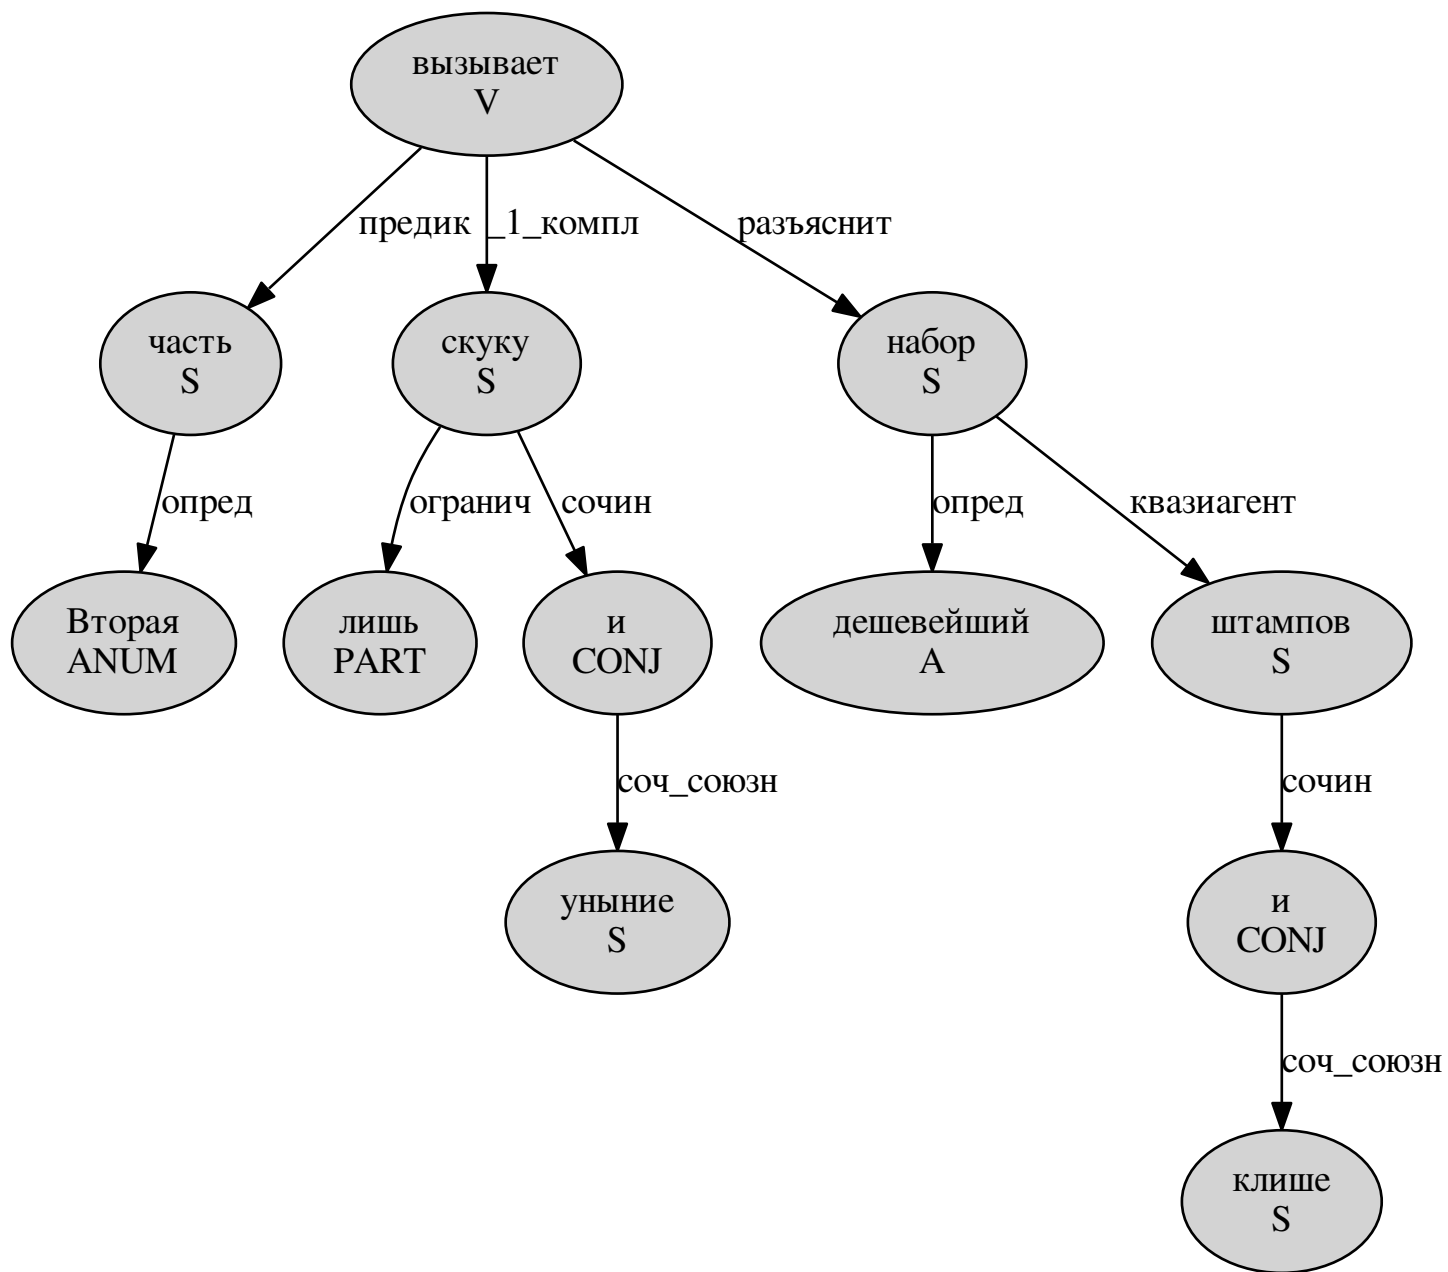 вызывает
V
предик
_1_компл
разъяснит
часть
S
скуку
S
набор
S
опред
огранич
сочин
опред
квазиагент
Вторая
ANUM
лишь
PART
и
CONJ
дешевейший
A
штампов
S
соч_союзн
сочин
уныние
S
и
CONJ
соч_союзн
клише
S